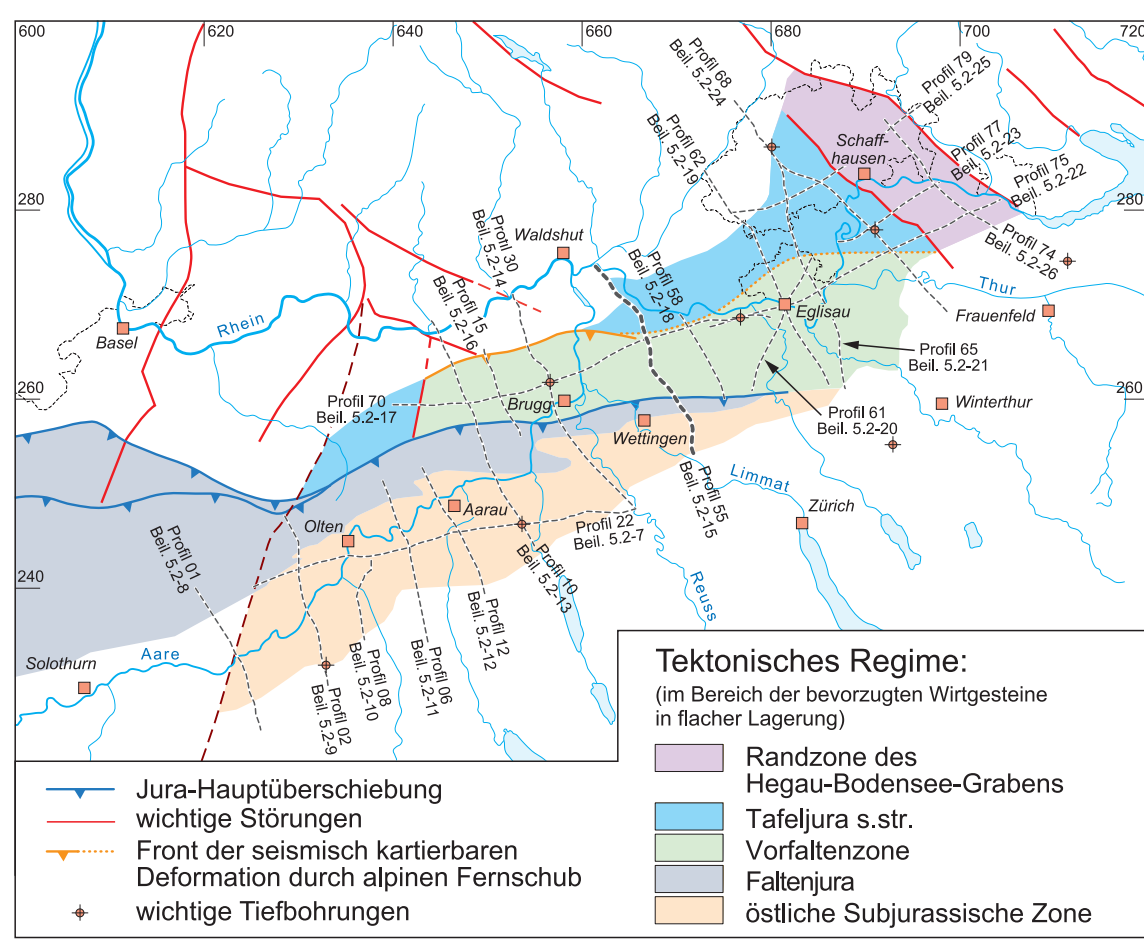 600
620
640
660
680
700
720
280
260
240
280
260
Profil 68
Beil. 5.2-24
Profil 62
Beil. 5.2-19
Profil 79
Beil. 5.2-25
Profil 77
Beil. 5.2-23
Profil 75
Beil. 5.2-22
Profil 74
Beil. 5.2-26
Schaff-
hausen
Waldshut
Profil 30
Beil. 5.2-14
Profil 15
Beil. 5.2-16
Profil 58
Beil. 5.2-18
Thur
Frauenfeld
Eglisau
Rhein
Basel
Profil 65
Beil. 5.2-21
Profil 70
Beil. 5.2-17
Brugg
Wettingen
Profil 61
Beil. 5.2-20
Winterthur
Limmat
Zürich
Profil 55
Beil. 5.2-15
Olten
Aarau
Profil 22
Beil. 5.2-7
Profil 01
Beil. 5.2-8
Profil 10
Beil. 5.2-13
Reuss
Profil 12
Beil. 5.2-12
Profil 06
Beil. 5.2-11
Profil 08
Beil. 5.2-10
Profil 02
Beil. 5.2-9
Solothurn
Aare
Jura-Hauptüberschiebung
wichtige Störungen
Front der seismisch kartierbaren
Deformation durch alpinen Fernschub
wichtige Tiefbohrungen
Tektonisches Regime:
(im Bereich der bevorzugten Wirtgesteine
in flacher Lagerung)
Randzone des
Hegau-Bodensee-Grabens
Tafeljura s.str.
Vorfaltenzone
Faltenjura
östliche Subjurassische Zone